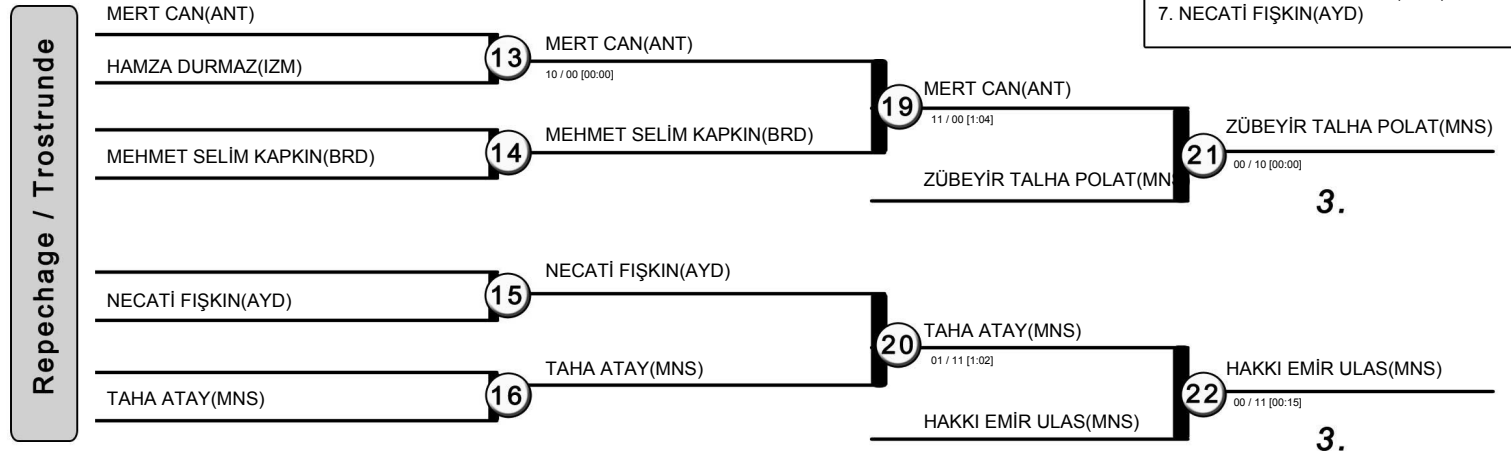 Repechage / Trostrunde
7. NECATİ FIŞKIN(AYD)
MERT CAN(ANT)
HAMZA DURMAZ(IZM)
13
MERT CAN(ANT)
10 / 00 [00:00]
MEHMET SELİM KAPKIN(BRD)
14
MEHMET SELİM KAPKIN(BRD)
19
MERT CAN(ANT)
11 / 00 [1:04]
ZÜBEYİR TALHA POLAT(MNS
21
ZÜBEYİR TALHA POLAT(MNS)
00 / 10 [00:00]
3.
NECATİ FIŞKIN(AYD)
15
NECATİ FIŞKIN(AYD)
TAHA ATAY(MNS)
16
TAHA ATAY(MNS)
20
TAHA ATAY(MNS)
01 / 11 [1:02]
HAKKI EMİR ULAS(MNS)
22
HAKKI EMİR ULAS(MNS)
00 / 11 [00:15]
3.